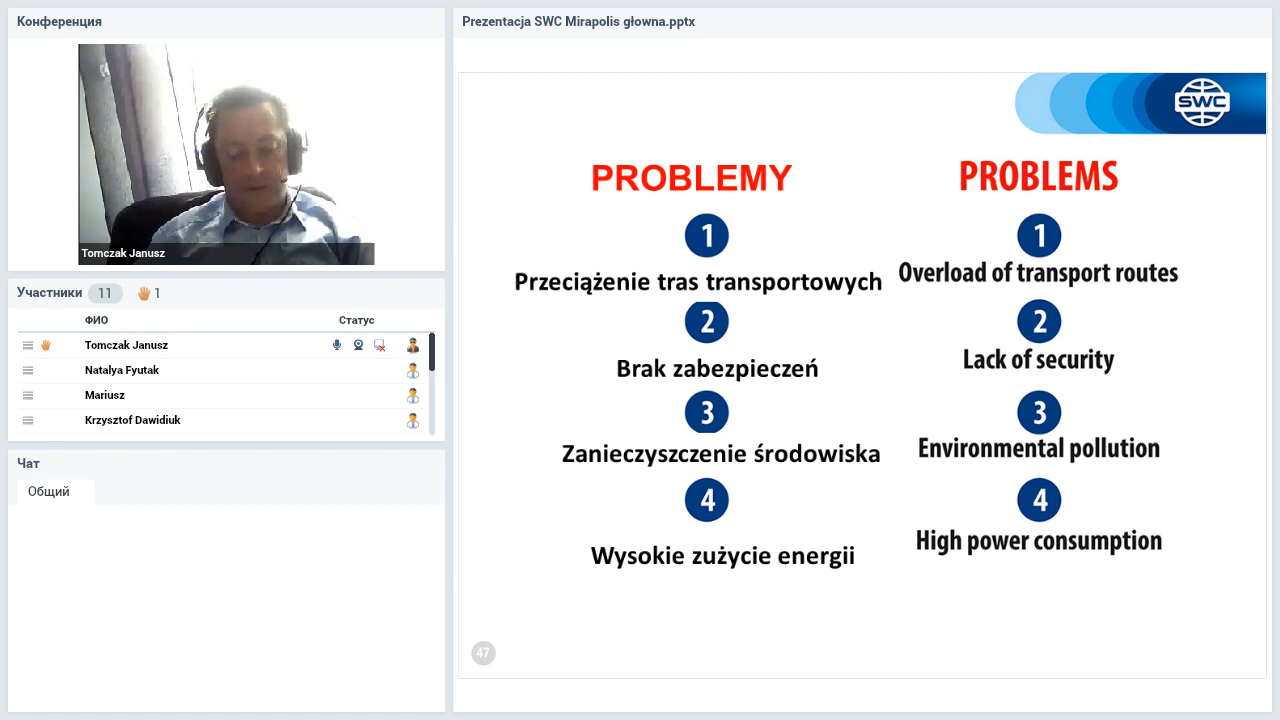 Конференция
Tomczak Janusz
Участники 11 1
ФИО Статус
Tomczak Janusz
Natalya Fyutak
Mariusz
Krzysztof Dawidiuk
Чат
Общий
Prezentacja SWC Mirapolis głowna.pptx
SWC
PROBLEMY
1
Przeciążenie tras transportowych
2
Brak zabezpieczeń
3
Zanieczyszczenie środowiska
4
Wysokie zużycie energii
PROBLEMS
1
Overload of transport routes
2
Lack of security
3
Environmental pollution
4
High power consumption
47